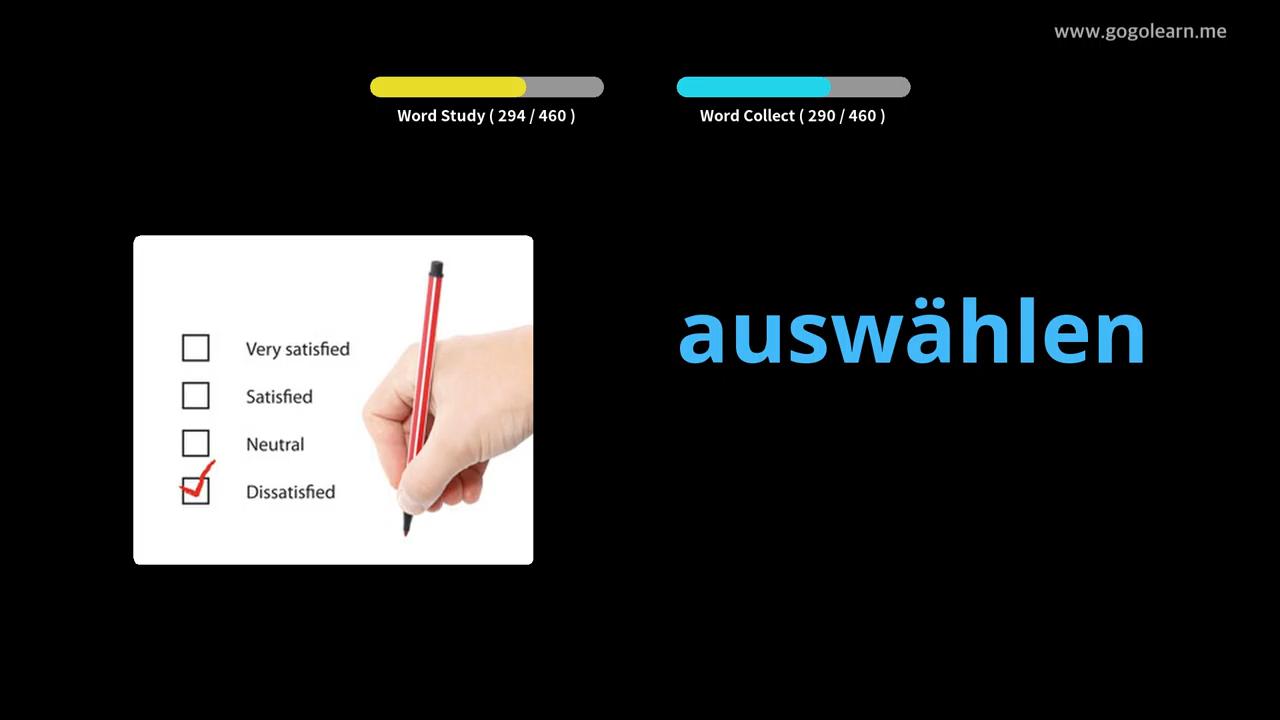 www.gogolearn.me
Word Study ( 294 / 460 )
Word Collect ( 290 / 460 )
Very satisfied
Satisfied
Neutral
Dissatisfied
auswählen